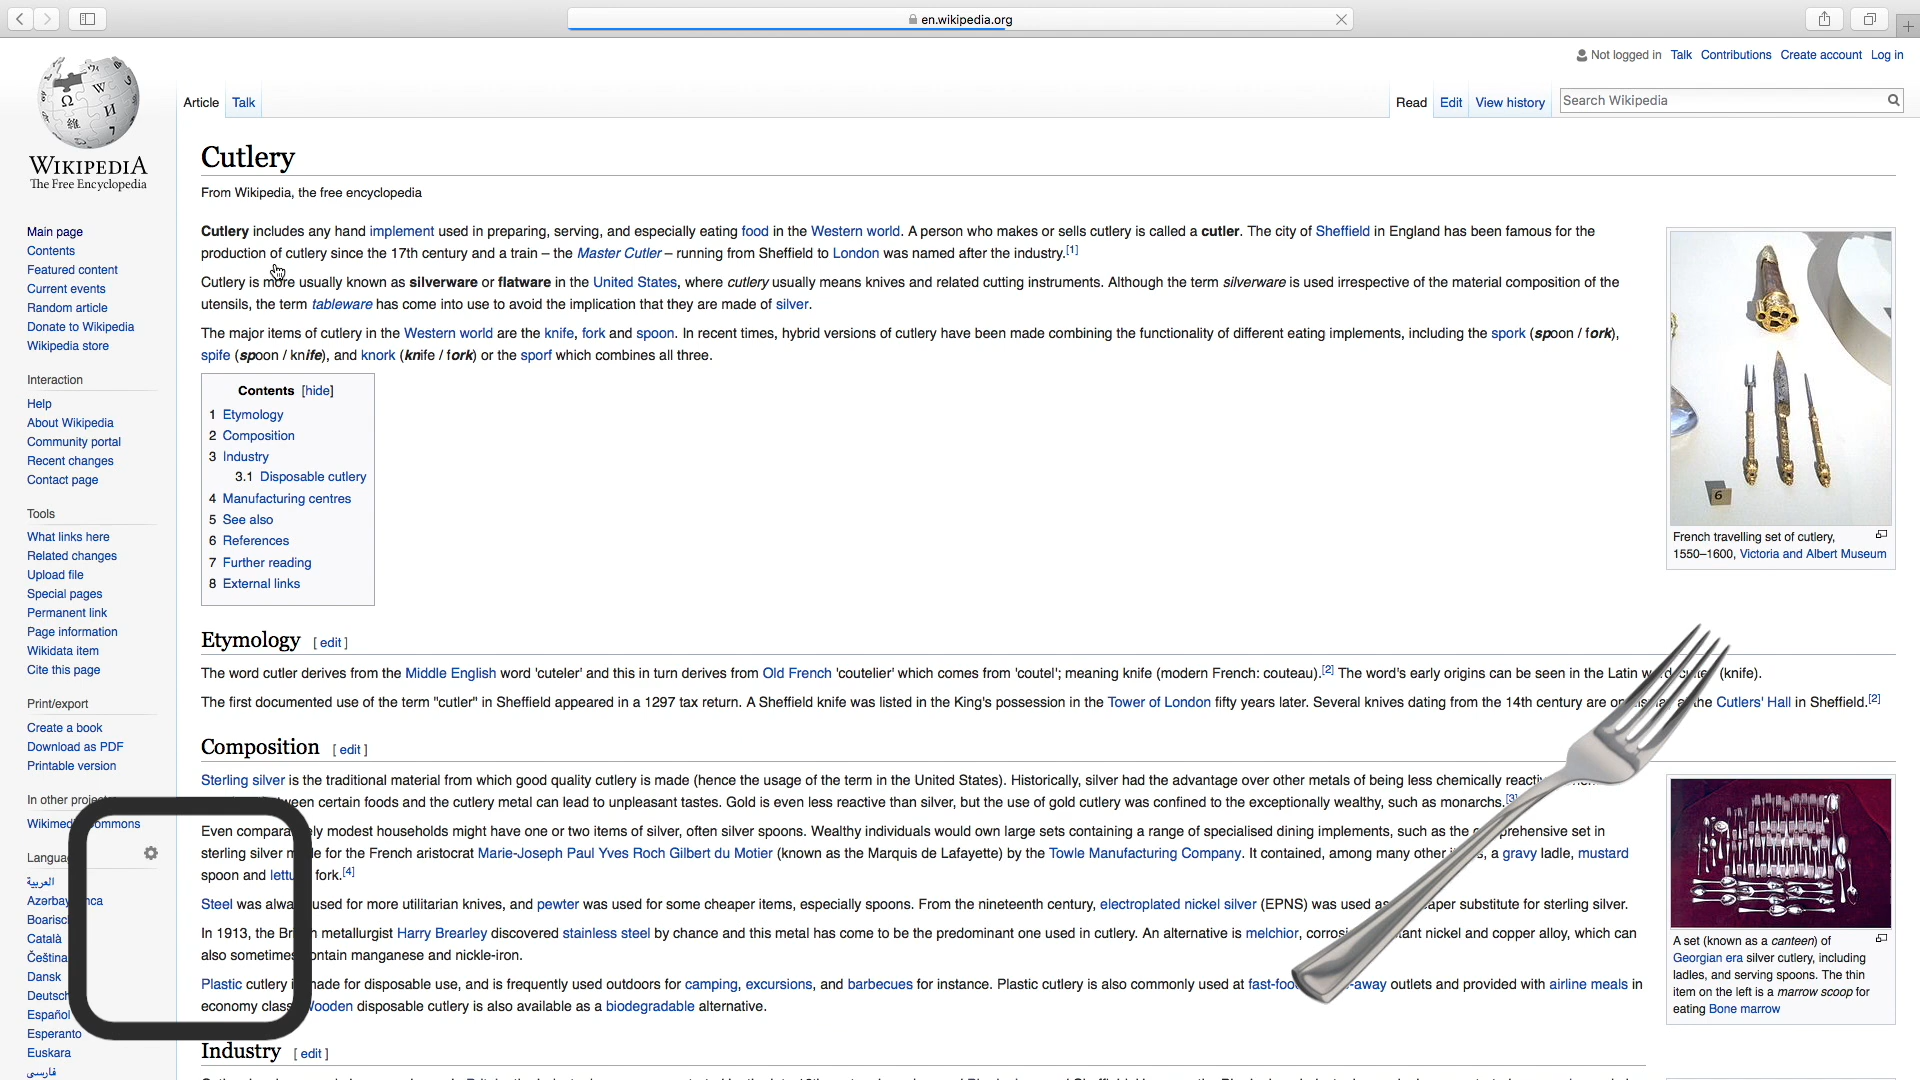 en.wikipedia.org
Not logged in Talk Contributions Create account Log in
Article Talk
Read Edit View history Search Wikipedia
WIKIPEDIA
The Free Encyclopedia
Main page
Contents
Featured content
Current events
Random article
Donate to Wikipedia
Wikipedia store
Interaction
Help
About Wikipedia
Community portal
Recent changes
Contact page
Tools
What links here
Related changes
Upload file
Special pages
Permanent link
Page information
Wikidata item
Cite this page
Print/export
Create a book
Download as PDF
Printable version
In other
العربية
Boarisc
Català
Čeština
Dansk
Deutsch
Español
Esperanto
Euskara
فارسی
Cutlery
From Wikipedia, the free encyclopedia
Cutlery includes any hand implement used in preparing, serving, and especially eating food in the Western world. A person who makes or sells cutlery is called a cutler. The city of Sheffield in England has been famous for the
production of cutlery since the 17th century and a train – the Master Cutler – running from Sheffield to London was named after the industry.[1]
Cutlery is more usually known as silverware or flatware in the United States, where cutlery usually means knives and related cutting instruments. Although the term silverware is used irrespective of the material composition of the
utensils, the term tableware has come into use to avoid the implication that they are made of silver.
The major items of cutlery in the Western world are the knife, fork and spoon. In recent times, hybrid versions of cutlery have been made combining the functionality of different eating implements, including the spork (spoon / fork),
spife (spoon / knife), and knork (knife / fork) or the sporf which combines all three.
Contents [hide]
1 Etymology
2 Composition
3 Industry
3.1 Disposable cutlery
4 Manufacturing centres
5 See also
6 References
7 Further reading
8 External links
6
French travelling set of cutlery,
1550–1600, Victoria and Albert Museum
Etymology [ edit ]
The word cutler derives from the Middle English word 'cuteler' and this in turn derives from Old French 'coutelier' which comes from 'coutel'; meaning knife (modern French: couteau).[2] The word's early origins can be seen in the Latin (knife).
The first documented use of the term "cutler" in Sheffield appeared in a 1297 tax return. A Sheffield knife was listed in the King's possession in the Tower of London fifty years later. Several knives dating from the 14th century are the Cutlers' Hall in Sheffield.[2]
Composition [ edit ]
Sterling silver is the traditional material from which good quality cutlery is made (hence the usage of the term in the United States). Historically, silver had the advantage over other metals of being less chemically
between certain foods and the cutlery metal can lead to unpleasant tastes. Gold is even less reactive than silver, but the use of gold cutlery was confined to the exceptionally wealthy, such as monarchs.[3]
Even comparatively modest households might have one or two items of silver, often silver spoons. Wealthy individuals would own large sets containing a range of specialised dining implements, such as the comprehensive set in
sterling silver made for the French aristocrat Marie-Joseph Paul Yves Roch Gilbert du Motier (known as the Marquis de Lafayette) by the Towle Manufacturing Company. It contained, among many other a gravy ladle, mustard
spoon and fork.[4]
Steel was always used for more utilitarian knives, and pewter was used for some cheaper items, especially spoons. From the nineteenth century, electroplated nickel silver (EPNS) was used as cheaper substitute for sterling silver.
In 1913, the British metallurgist Harry Brearley discovered stainless steel by chance and this metal has come to be the predominant one used in cutlery. An alternative is melchior, nickel and copper alloy, which can
also sometimes contain manganese and nickle-iron.
Plastic cutlery made for disposable use, and is frequently used outdoors for camping, excursions, and barbecues for instance. Plastic cutlery is also commonly used at outlets and provided with airline meals in
economy class. Wooden disposable cutlery is also available as a biodegradable alternative.
A set (known as a canteen) of
Georgian era silver cutlery, including
ladles, and serving spoons. The thin
item on the left is a marrow scoop for
eating Bone marrow
Industry [ edit ]